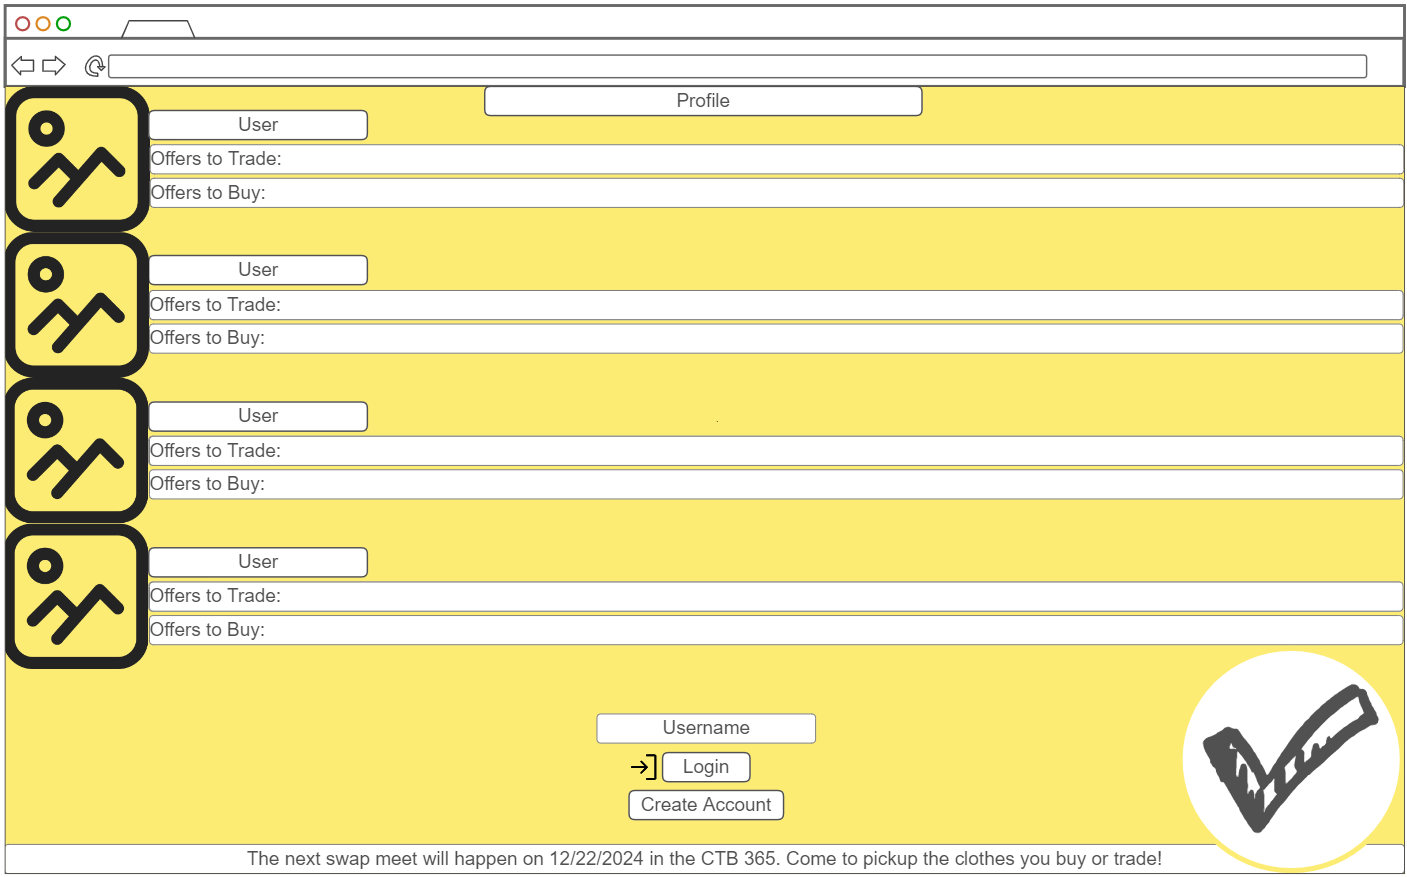 Profile
User
Offers to Trade:
Offers to Buy:
User
Offers to Trade:
Offers to Buy:
User
Offers to Trade:
Offers to Buy:
User
Offers to Trade:
Offers to Buy:
Username
Login
Create Account
The next swap meet will happen on 12/22/2024 in the CTB 365. Come to pickup the clothes you buy or trade!